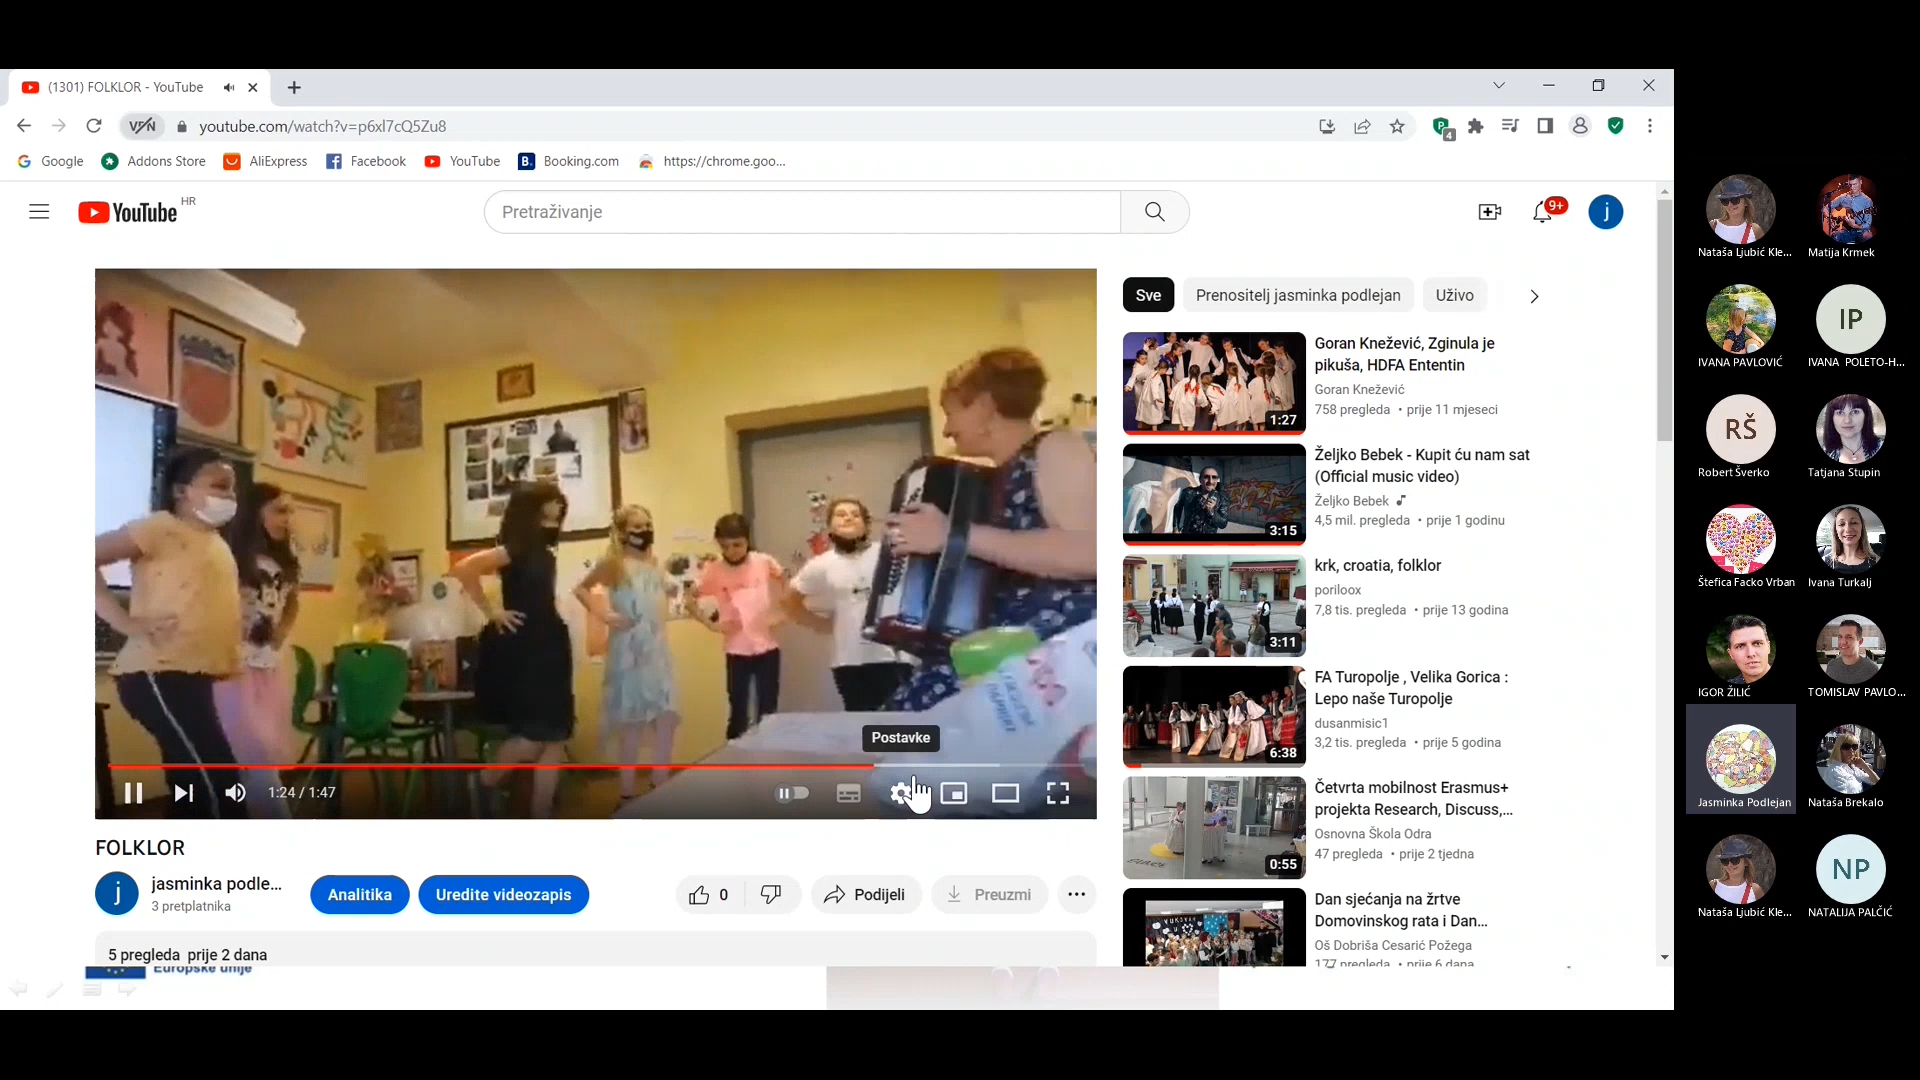 (1301) FOLKLOR - YouTube
VPN
youtube.com/watch?v=p6xl7cQ5Zu8
4
Google
Addons Store
AliExpress
Facebook
YouTube
B.
Booking.com
https://chrome.goo...
YouTube
HR
Pretraživanje
9+
j
Postavke
1:24 / 1:47
FOLKLOR
j
jasminka podle...
3 pretplatnika
Analitika
Uredite videozapis
0
Podijeli
Preuzmi
5 pregleda prije 2 dana
Europske unije
Sve
Prenositelj jasminka podlejan
Uživo
1:27
Goran Knežević, Zginula je
pikuša, HDFA Ententin
Goran Knežević
758 pregleda • prije 11 mjeseci
3:15
Željko Bebek - Kupit ću nam sat
(Official music video)
Željko Bebek
4,5 mil. pregleda • prije 1 godinu
3:11
krk, croatia, folklor
poriloox
7,8 tis. pregleda • prije 13 godina
6:38
FA Turopolje , Velika Gorica :
Lepo naše Turopolje
dusanmisic1
3,2 tis. pregleda • prije 5 godina
0:55
Četvrta mobilnost Erasmus+
projekta Research, Discuss,...
Osnovna Škola Odra
47 pregleda • prije 2 tjedna
Dan sjećanja na žrtve
Domovinskog rata i Dan...
Oš Dobriša Cesarić Požega
177 pregleda • prije 6 dana
Nataša Ljubić Kle...
Matija Krmek
IP
IVANA PAVLOVIĆ
IVANA POLETO-H...
RŠ
Robert Šverko
Tatjana Stupin
Štefica Facko Vrban
Ivana Turkalj
IGOR ŽILIĆ
TOMISLAV PAVLO...
Jasminka Podlejan
Nataša Brekalo
NP
Nataša Ljubić Kle...
NATALIJA PALČIĆ